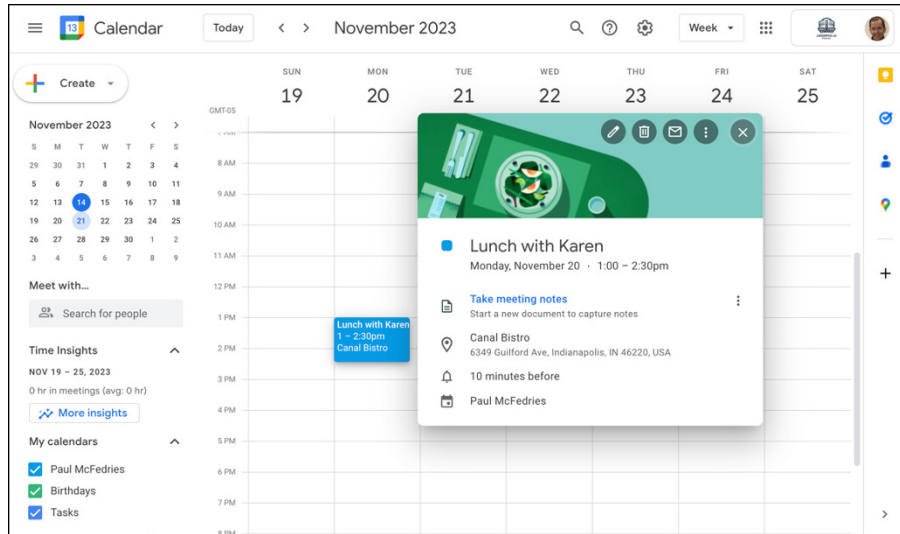 13 Calendar Today November 2023 Week
Create
SUN MON TUE WED THU FRI SAT
19 20 21 22 23 24 25
GMT-05
November 2023
S M T W T F S
29 30 31 1 2 3 4
5 6 7 8 9 10 11
12 13 14 15 16 17 18
19 20 21 22 23 24 25
26 27 28 29 30 1 2
3 4 5 6 7 8 9
Meet with...
Search for people
Time Insights
NOV 19 – 25, 2023
0 hr in meetings (avg: 0 hr)
More insights
My calendars
Paul McFedries
Birthdays
Tasks
8 AM
9 AM
10 AM
11 AM
12 PM
1 PM
2 PM
3 PM
4 PM
5 PM
6 PM
7 PM
Lunch with Karen
1 – 2:30pm
Canal Bistro
Lunch with Karen
Monday, November 20 · 1:00 – 2:30pm
Take meeting notes
Start a new document to capture notes
Canal Bistro
6349 Guilford Ave, Indianapolis, IN 46220, USA
10 minutes before
Paul McFedries